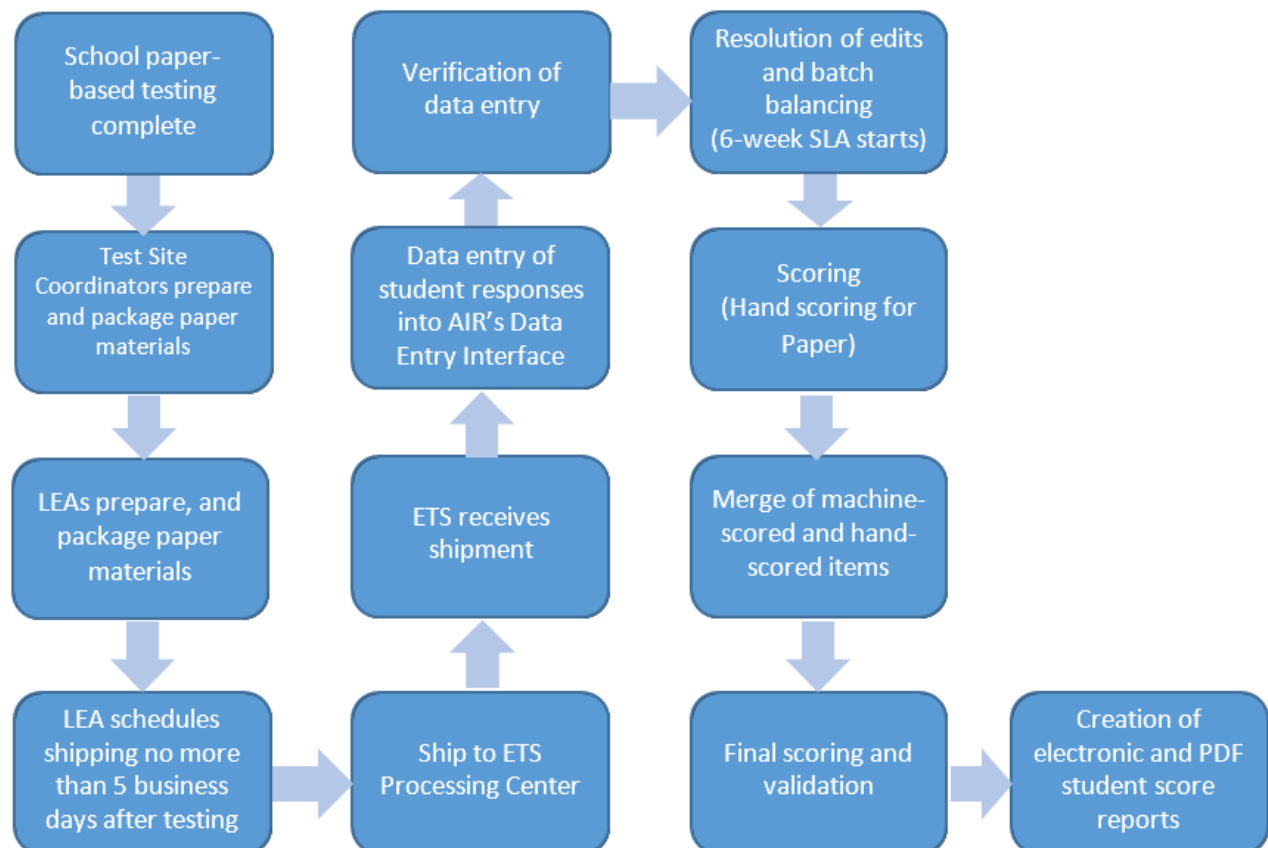 School paper-
based testing
complete
Test Site
Coordinators prepare
and package paper
materials
LEAs prepare, and
package paper
materials
LEA schedules
shipping no more
than 5 business
days after testing
Ship to ETS
Processing Center
ETS receives
shipment
Data entry of
student responses
into AIR’s Data
Entry Interface
Verification of
data entry
Resolution of edits
and batch
balancing
(6-week SLA starts)
Scoring
(Hand scoring for
Paper)
Merge of machine-
scored and hand-
scored items
Final scoring and
validation
Creation of
electronic and PDF
student score
reports